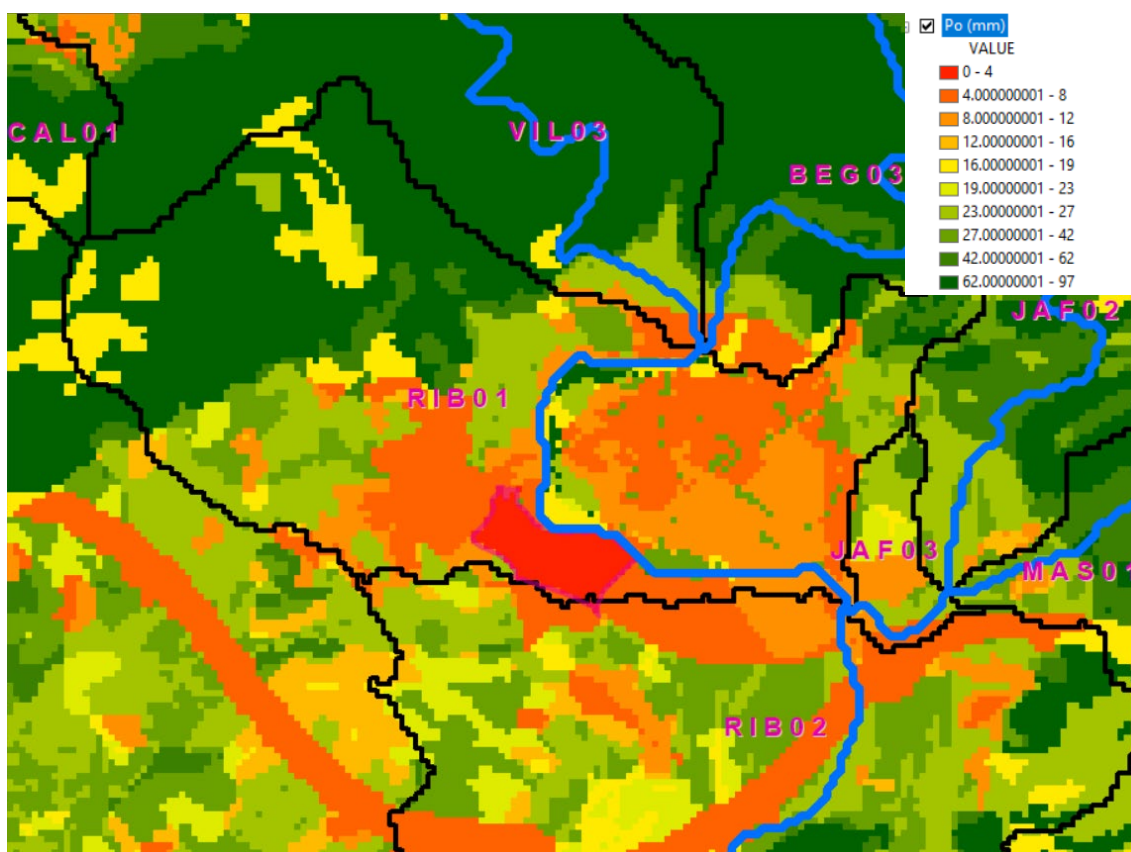 Po (mm)
VALUE
0 - 4
4.000000001 - 8
8.000000001 - 12
12.00000001 - 16
16.00000001 - 19
19.00000001 - 23
23.00000001 - 27
27.00000001 - 42
42.00000001 - 62
62.00000001 - 97
CAL01
VIL03
BEG03
JAF02
RIB01
JAF03
MAS01
RIB02